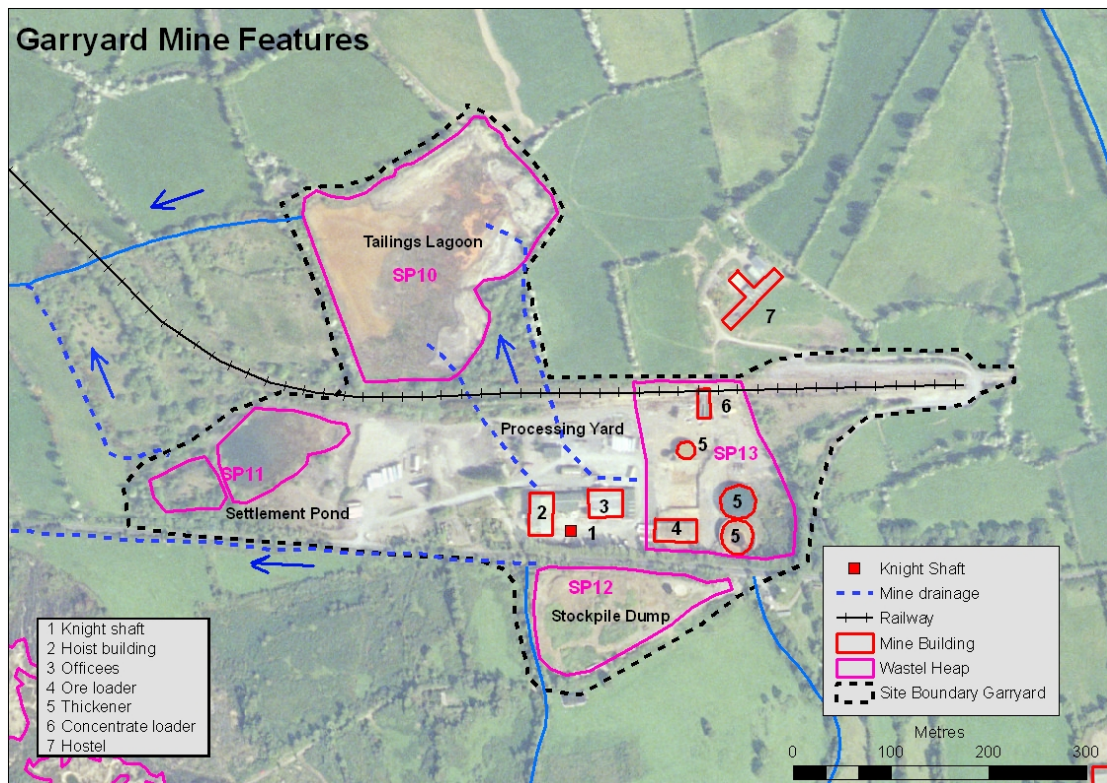 Garryard Mine Features
Tailings Lagoon
SP10
7
6
Processing Yard
5
SP13
SP11
5
Settlement Pond
2
3
1
4
5
SP12
Stockpile Dump
1 Knight shaft
2 Hoist building
3 Officees
4 Ore loader
5 Thickener
6 Concentrate loader
7 Hostel
Knight Shaft
Mine drainage
Railway
Mine Building
Wastel Heap
Site Boundary Garryard
Metres
0 100 200 300